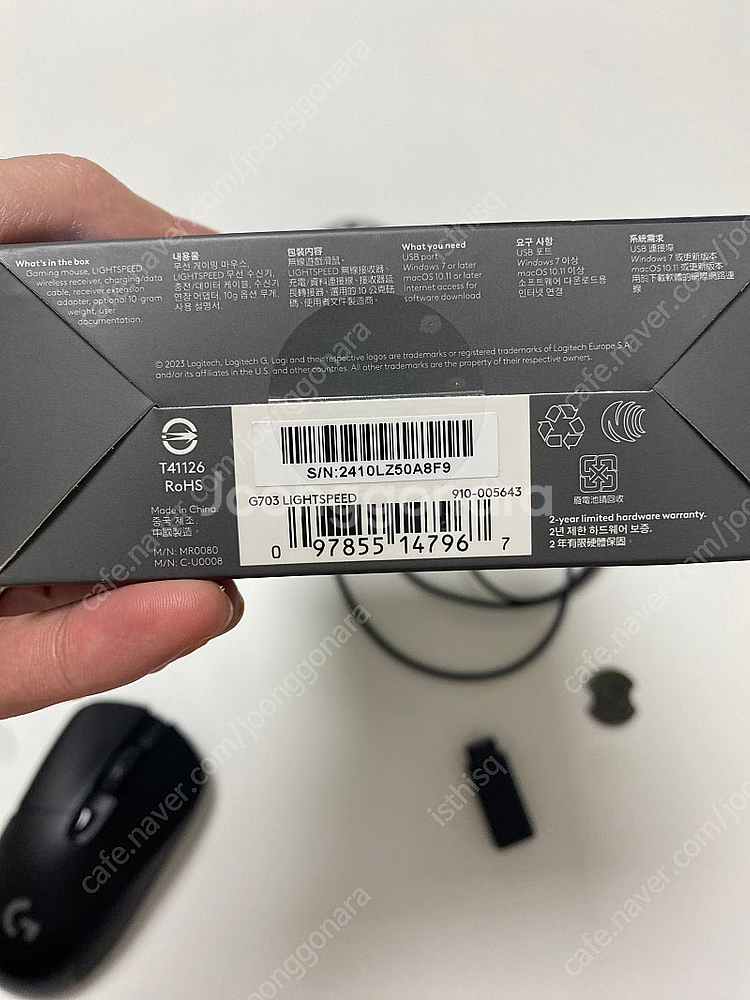 What's in the box
Gaming mouse, LIGHTSPEED
wireless receiver, charging/data
cable, receiver extension
adapter, optional 10-gram
weight, user
documentation.
내용물
무선 게이밍 마우스,
LIGHTSPEED 무선 수신기,
충전/데이터 케이블, 수신기
연장 어댑터, 10g 옵션 무게,
사용 설명서.
包裝內容
無線遊戲滑鼠、
LIGHTSPEED 無線接收器、
充電/資料連接線、接收器延
長轉接器、選用的 10 公克砝
碼、使用者文件製造商。
What you need
USB port
Windows 7 or later
macOS 10.11 or later
Internet access for
software download
요구 사항
USB 포트
Windows 7 이상
macOS 10.11 이상
소프트웨어 다운로드용
인터넷 연결
系統需求
USB 連接埠
Windows 7 或更新版本
macOS 10.11 或更新版本
用於下載軟體的網際網路連
線
© 2023 Logitech, Logitech G, Logi and their respective logos are trademarks or registered trademarks of Logitech Europe S.A.
and/or its affiliates in the U.S. and other countries. All other trademarks are the property of their respective owners.
T41126
RoHS
Made in China.
중국 제조.
中國製造。
M/N: MR0080
M/N: C-U0008
S/N:2410LZ50A8F9
G703 LIGHTSPEED
910-005643
0 97855 14796 7
廢電池請回收
2-year limited hardware warranty.
2년 제한 하드웨어 보증.
2 年有限硬體保固。
Joonggonara
cafe.naver.com/joonggonara
isthisq
G